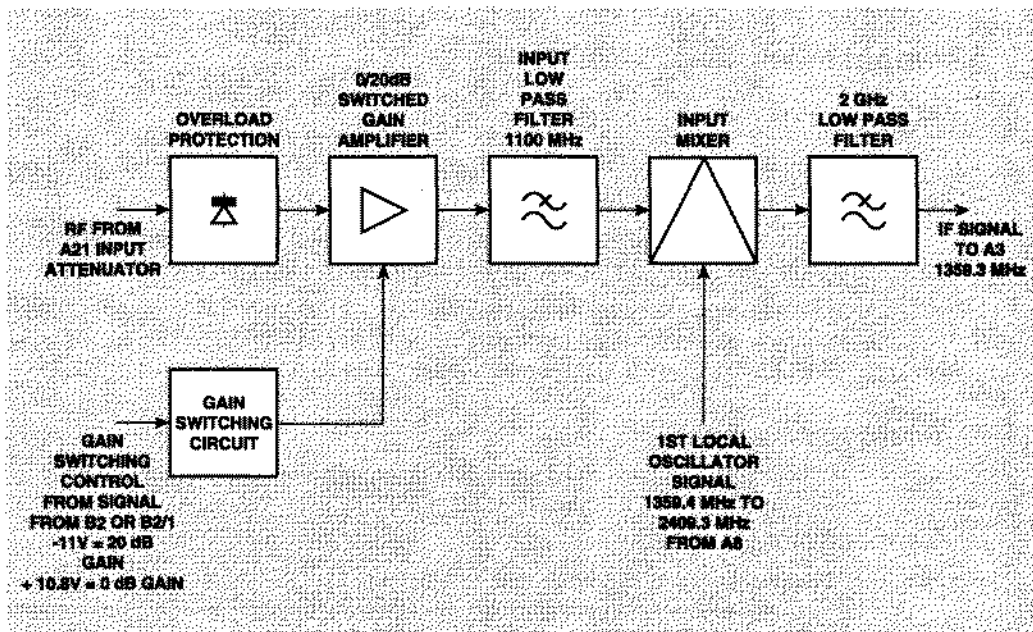 OVERLOAD
PROTECTION
0/20dB
SWITCHED
GAIN
AMPLIFIER
INPUT
LOW
PASS
FILTER
1100 MHz
INPUT
MIXER
2 GHz
LOW PASS
FILTER
RF FROM
A21 INPUT
ATTENUATOR
IF SIGNAL
TO A3
1359.3 MHz
GAIN
SWITCHING
CIRCUIT
GAIN
SWITCHING
CONTROL
FROM SIGNAL
FROM B2 OR B2/1
-11V = 20 dB
GAIN
+ 10.8V = 0 dB GAIN
1ST LOCAL
OSCILLATOR
SIGNAL
1359.4 MHz TO
2409.3 MHz
FROM A8